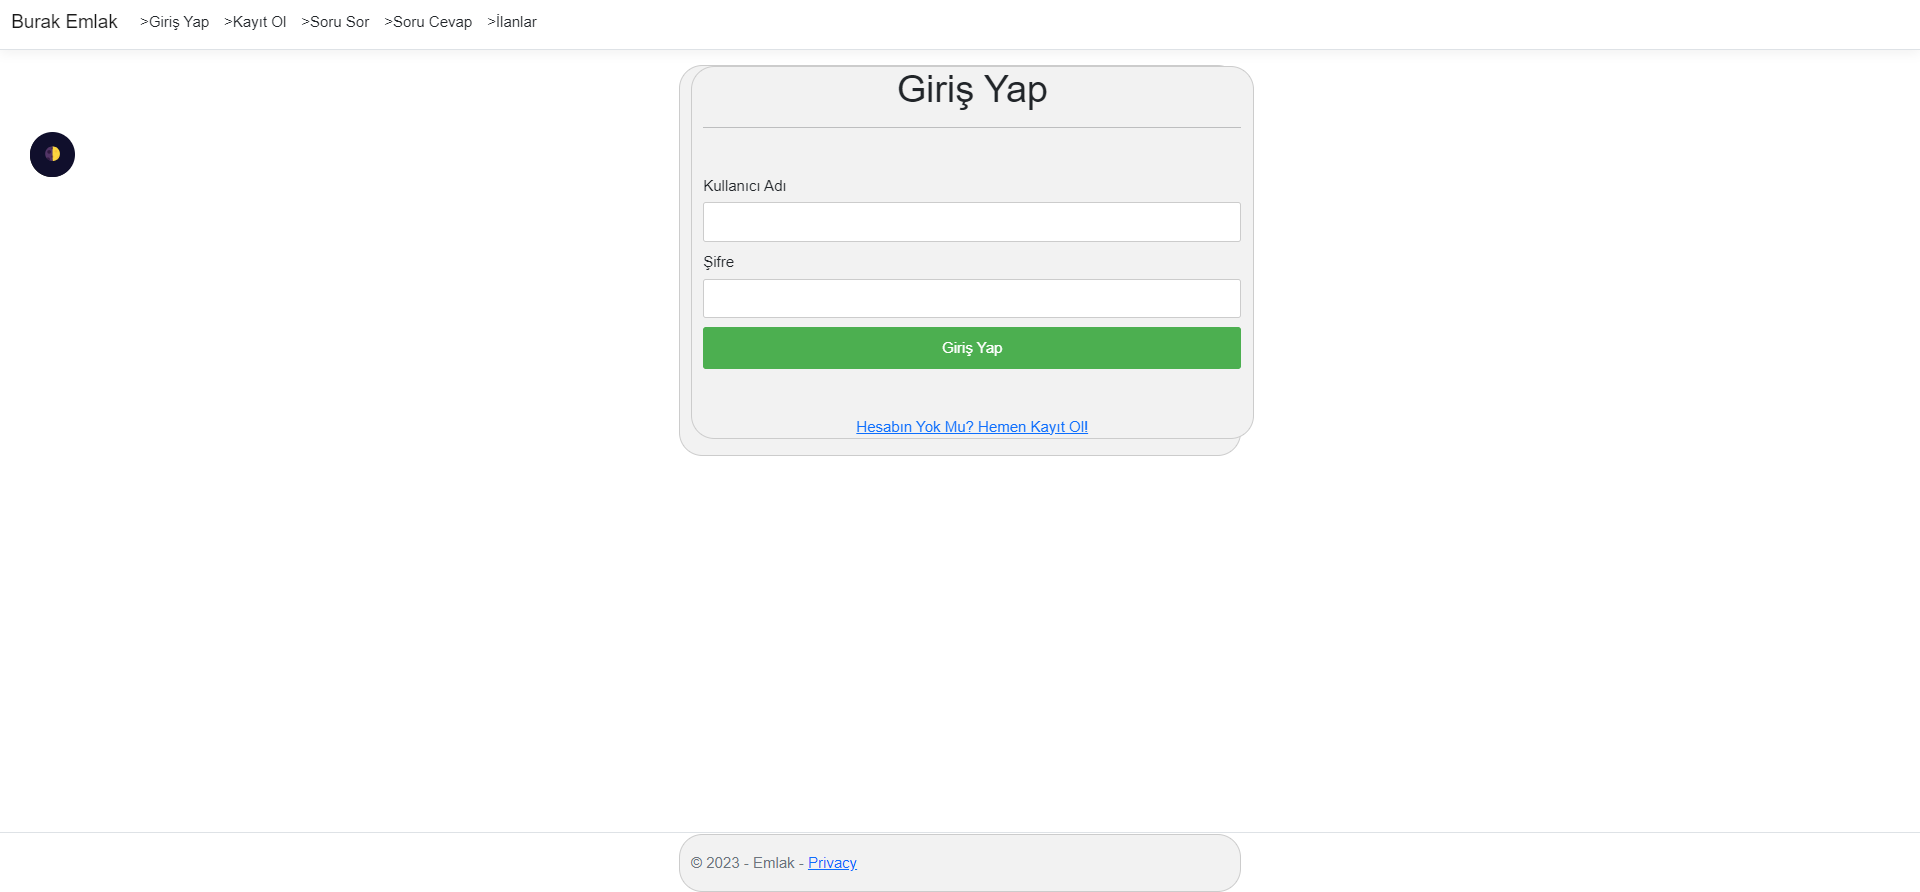 Burak Emlak >Giriş Yap >Kayıt Ol >Soru Sor >Soru Cevap >İlanlar
Giriş Yap
Kullanıcı Adı
Şifre
Giriş Yap
Hesabın Yok Mu? Hemen Kayıt Ol!
© 2023 - Emlak - Privacy